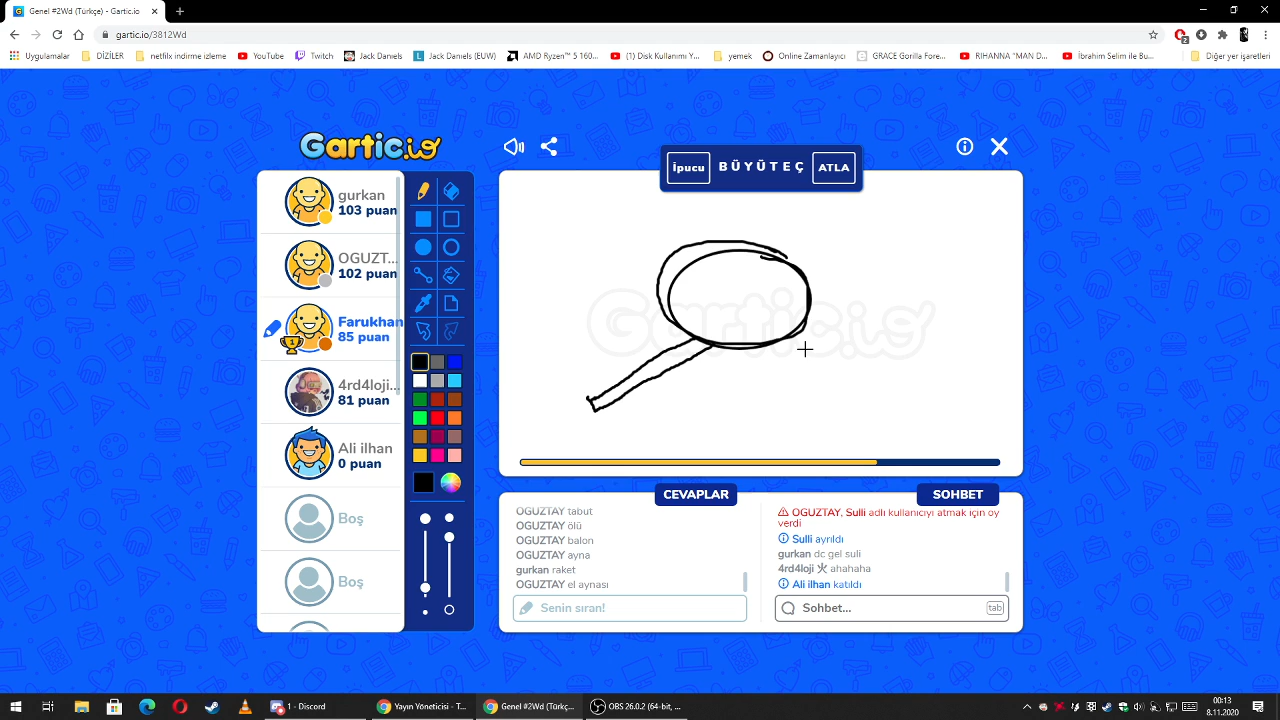 Genel #2Wd (Türkçe) - Gartic.io
gartic.io/3812Wd
Uygulamalar
DİZİLER
netflix indirme izleme
YouTube
Twitch
Jack Daniels
Jack Daniels (EUW)
AMD Ryzen™ 5 160...
(1) Disk Kullanımı Y...
yemek
Online Zamanlayıcı
GRACE Gorilla Fore...
RIHANNA “MAN D...
İbrahim Selim ile Bu...
Diğer yer işaretleri
Gartic.io
İpucu
BÜYÜTEÇ
ATLA
gurkan
103 puan
OGUZT...
102 puan
1
Farukhan
85 puan
4rd4loji...
81 puan
Ali ilhan
0 puan
Boş
Boş
Gartic.io
CEVAPLAR
OGUZTAY tabut
OGUZTAY ölü
OGUZTAY balon
OGUZTAY ayna
gurkan raket
OGUZTAY el aynası
Senin sıran!
SOHBET
OGUZTAY, Sulli adlı kullanıcıyı atmak için oy
verdi
Sulli ayrıldı
gurkan dc gel suli
4rd4loji 火 ahahaha
Ali ilhan katıldı
Sohbet...
tab
1 - Discord
Yayın Yöneticisi - T...
Genel #2Wd (Türkç...
OBS 26.0.2 (64-bit, ...
00:13
8.11.2020